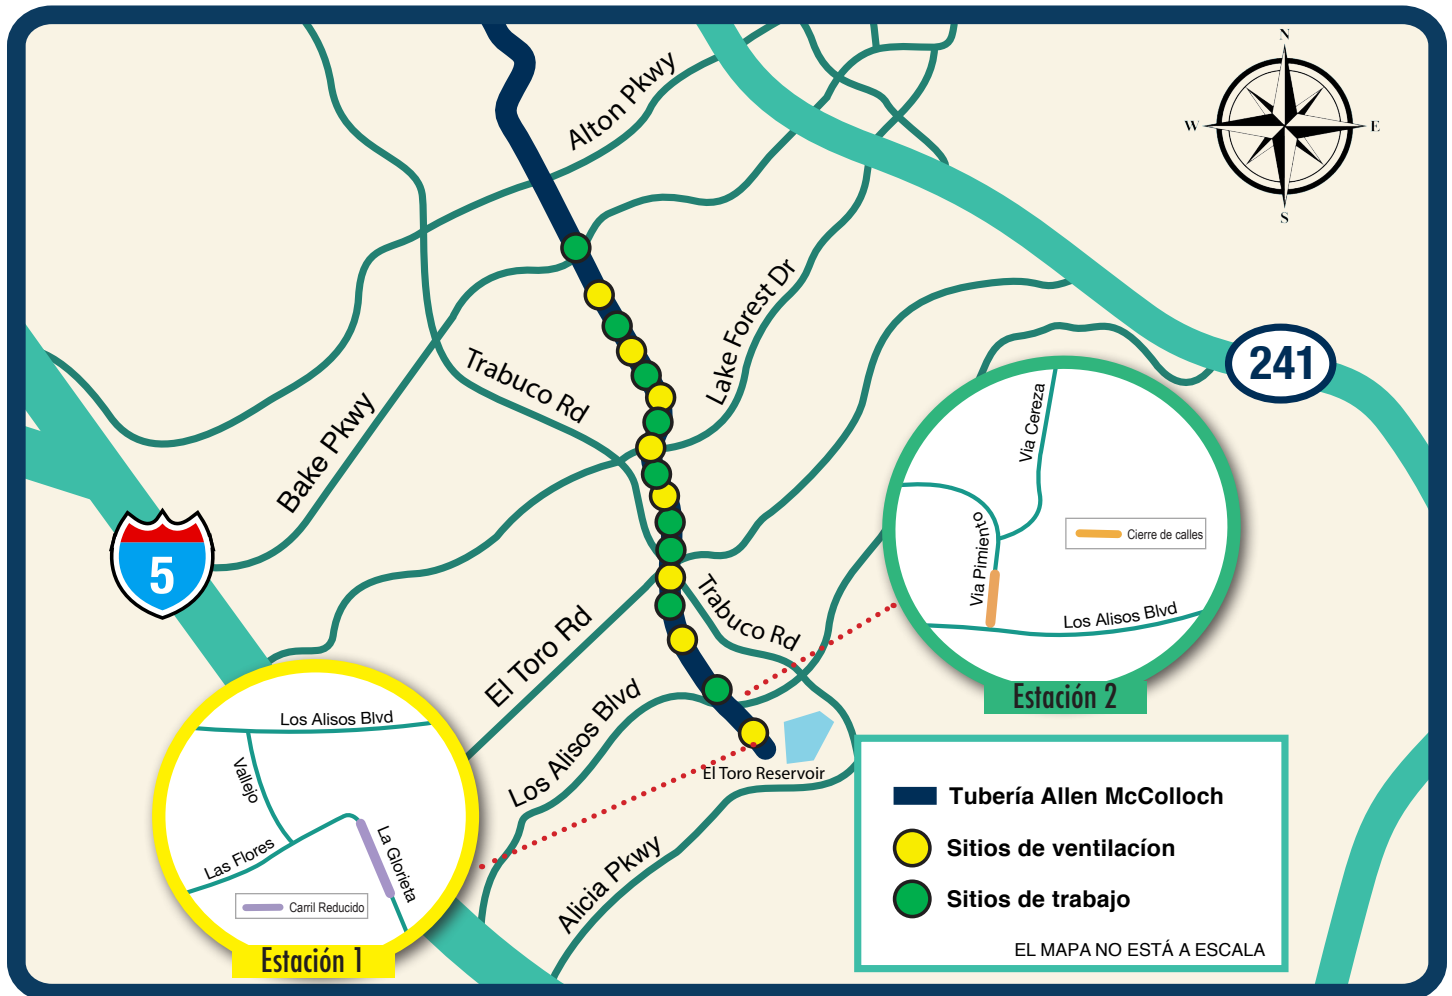 N
W
E
S
Alton Pkwy
Lake Forest Dr
Trabuco Rd
Bake Pkwy
241
5
Via Cereza
Via Pimiento
Cierre de calles
Los Alisos Blvd
Estación 2
Trabuco Rd
El Toro Rd
Los Alisos Blvd
El Toro Reservoir
Alicia Pkwy
Los Alisos Blvd
Vallejo
Las Flores
La Glorieta
Carril Reducido
Estación 1
Tubería Allen McColloch
Sitios de ventilacíon
Sitios de trabajo
EL MAPA NO ESTÁ A ESCALA